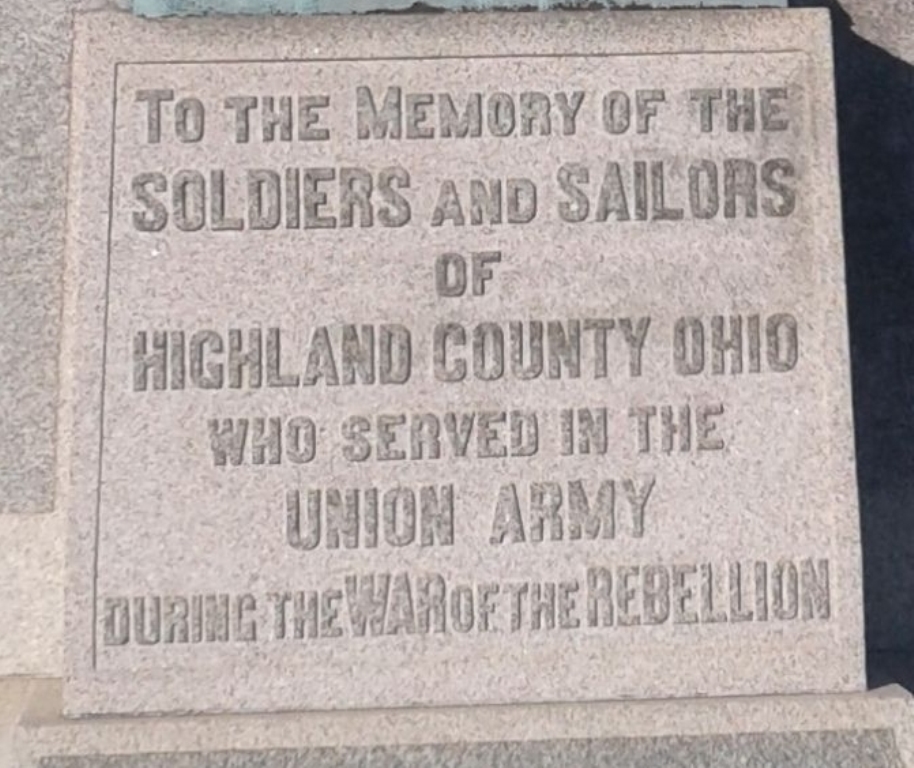 To the Memory of the
SOLDIERS AND SAILORS
OF
HIGHLAND COUNTY OHIO
WHO SERVED IN THE
UNION ARMY
DURING THE WAR OF THE REBELLION